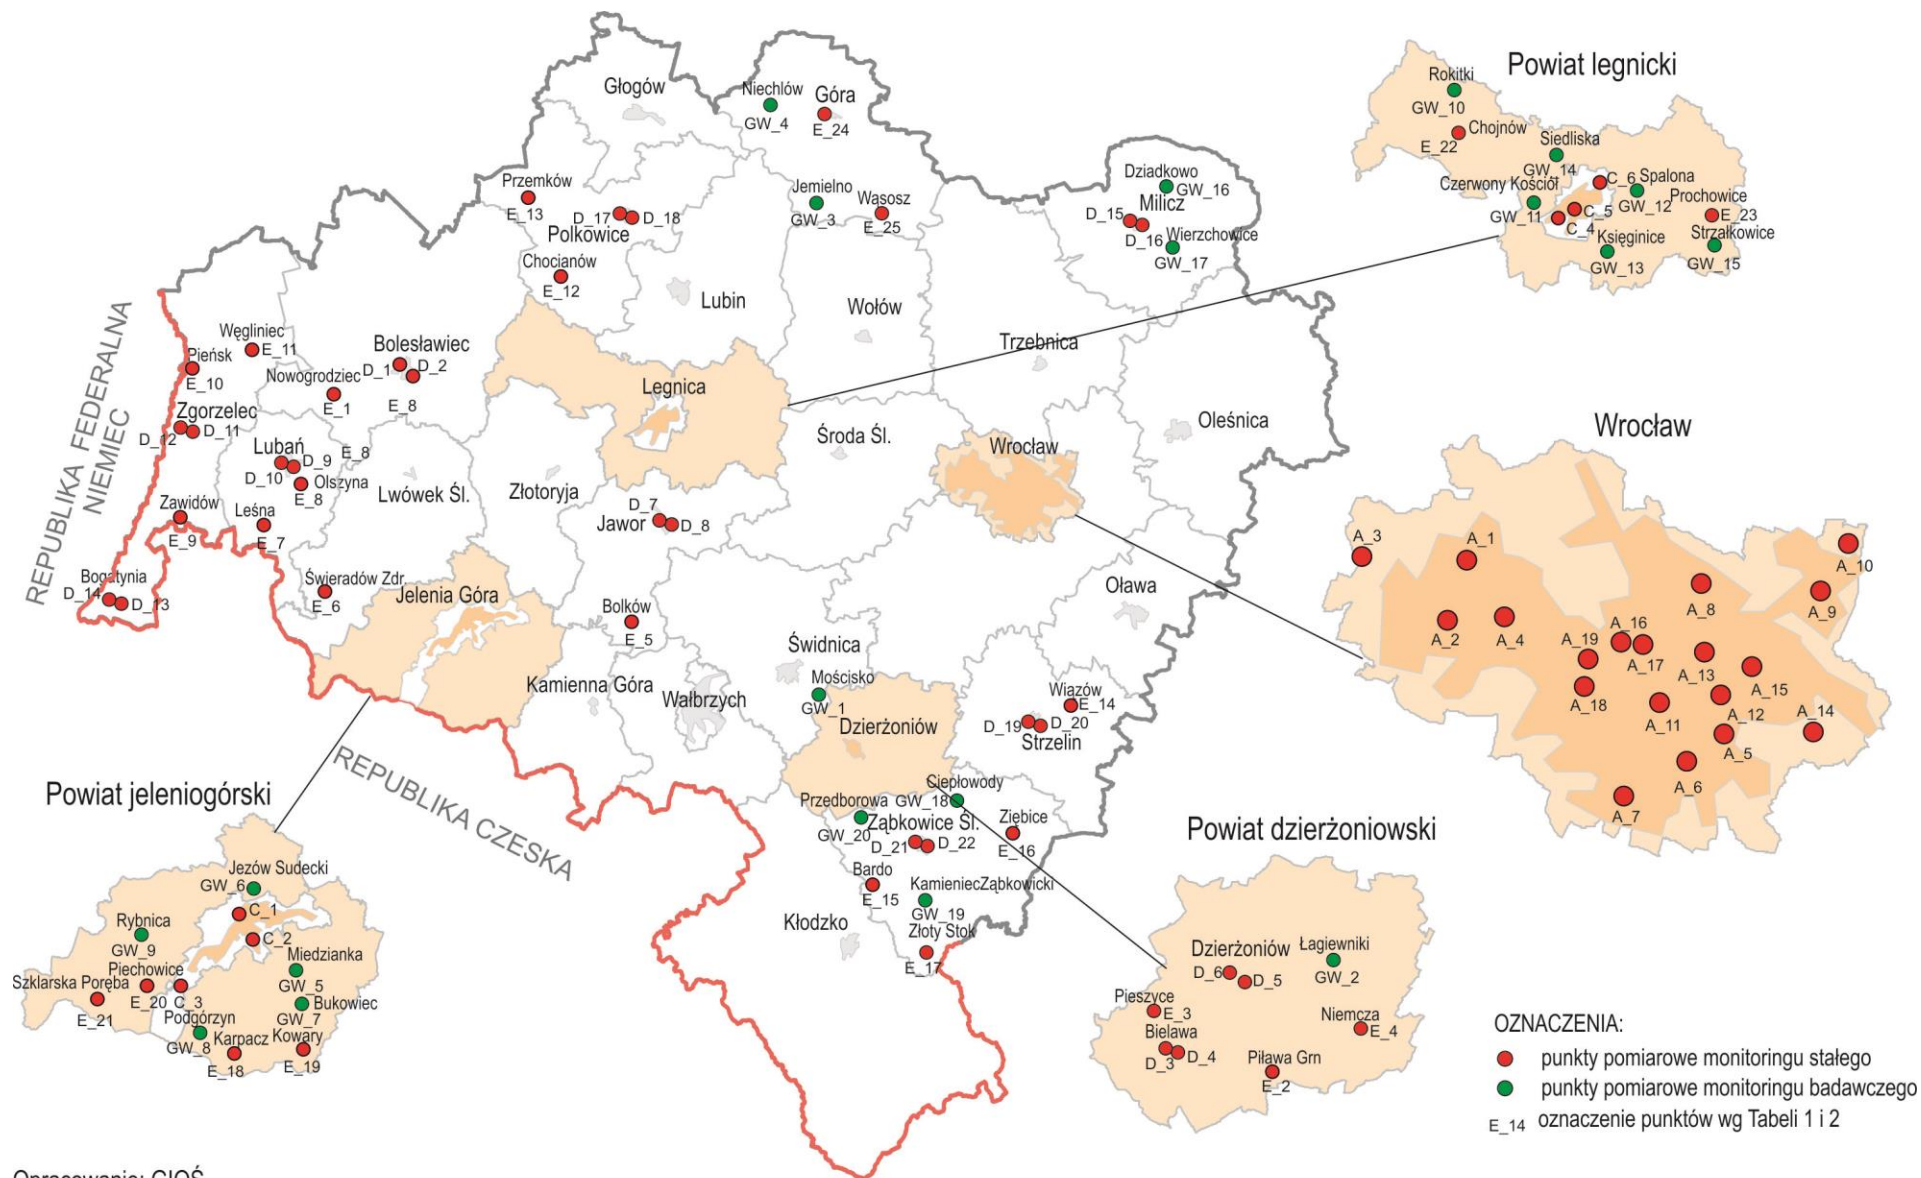 Głogów
Niechlów
GW_4
Góra
E_24
Przemków
E_13
D_17
D_18
Polkowice
Chocianów
E_12
Jemielno
GW_3
Wąsosz
E_25
Dziadkowo
GW_16
Milicz
D_15
D_16
Wierzchowice
GW_17
Lubin
Wołów
Trzebnica
Oleśnica
REPUBLIKA FEDERALNA
NIEMIEC
Węgliniec
E_11
Pieńsk
E_10
Bolesławiec
D_1
D_2
Nowogrodziec
E_1
E_8
Zgorzelec
D_12
D_11
Lubań
D_9
D_10
E_8
Olszyna
E_8
Lwówek Śl.
Zawidów
E_9
Leśna
E_7
Bogatynia
D_14
D_13
Świeradów Zdr.
E_6
Legnica
Środa Śl.
Wrocław
Złotoryja
D_7
Jawor
D_8
Jelenia Góra
Bolków
E_5
Kamienna Góra
Wałbrzych
Świdnica
Mościsko
GW_1
Dzierżoniów
Oława
Wiązów
E_14
D_19
D_20
Strzelin
REPUBLIKA CZESKA
Ciepłowody
GW_18
Przedborowa
GW_20
Ząbkowice Śl.
D_21
D_22
Ziębice
E_16
Bardo
E_15
KamieniecZąbkowicki
GW_19
Złoty Stok
E_17
Kłodzko
Powiat legnicki
Rokitki
GW_10
Chojnów
E_22
Siedliska
GW_14
Czerwony Kościół
GW_11
C_6
Spalona
GW_12
C_5
C_4
Prochowice
E_23
Strzałkowice
GW_15
Księginice
GW_13
Wrocław
A_3
A_1
A_10
A_9
A_8
A_2
A_4
A_16
A_19
A_17
A_13
A_15
A_18
A_11
A_12
A_14
A_5
A_6
A_7
Powiat jeleniogórski
Jezów Sudecki
GW_6
C_1
Rybnica
GW_9
C_2
Miedzianka
GW_5
Piechowice
Szklarska Poręba
E_21
E_20
C_3
Bukowiec
GW_7
Podgórzyn
GW_8
Karpacz
E_18
Kowary
E_19
Powiat dzierżoniowski
Dzierżoniów
D_6
D_5
Łagiewniki
GW_2
Pieszyce
E_3
Bielawa
D_3
D_4
Niemcza
E_4
Piława Grn
E_2
OZNACZENIA:
punkty pomiarowe monitoringu stałego
punkty pomiarowe monitoringu badawczego
E_14 oznaczenie punktów wg Tabeli 1 i 2
Opracowanie: GIOŚ